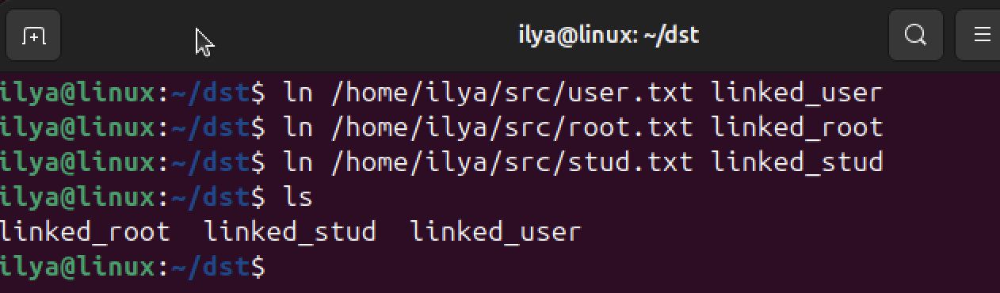 ilya@linux: ~/dst
ilya@linux:~/dst$ ln /home/ilya/src/user.txt linked_user
ilya@linux:~/dst$ ln /home/ilya/src/root.txt linked_root
ilya@linux:~/dst$ ln /home/ilya/src/stud.txt linked_stud
ilya@linux:~/dst$ ls
linked_root  linked_stud  linked_user
ilya@linux:~/dst$